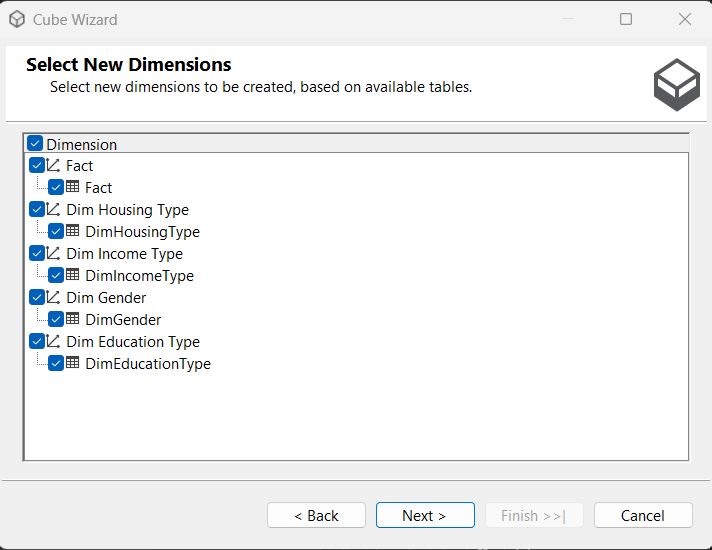 Cube Wizard
Select New Dimensions
Select new dimensions to be created, based on available tables.
Dimension
Fact
Fact
Dim Housing Type
DimHousingType
Dim Income Type
DimIncomeType
Dim Gender
DimGender
Dim Education Type
DimEducationType
< Back Next > Finish >>| Cancel